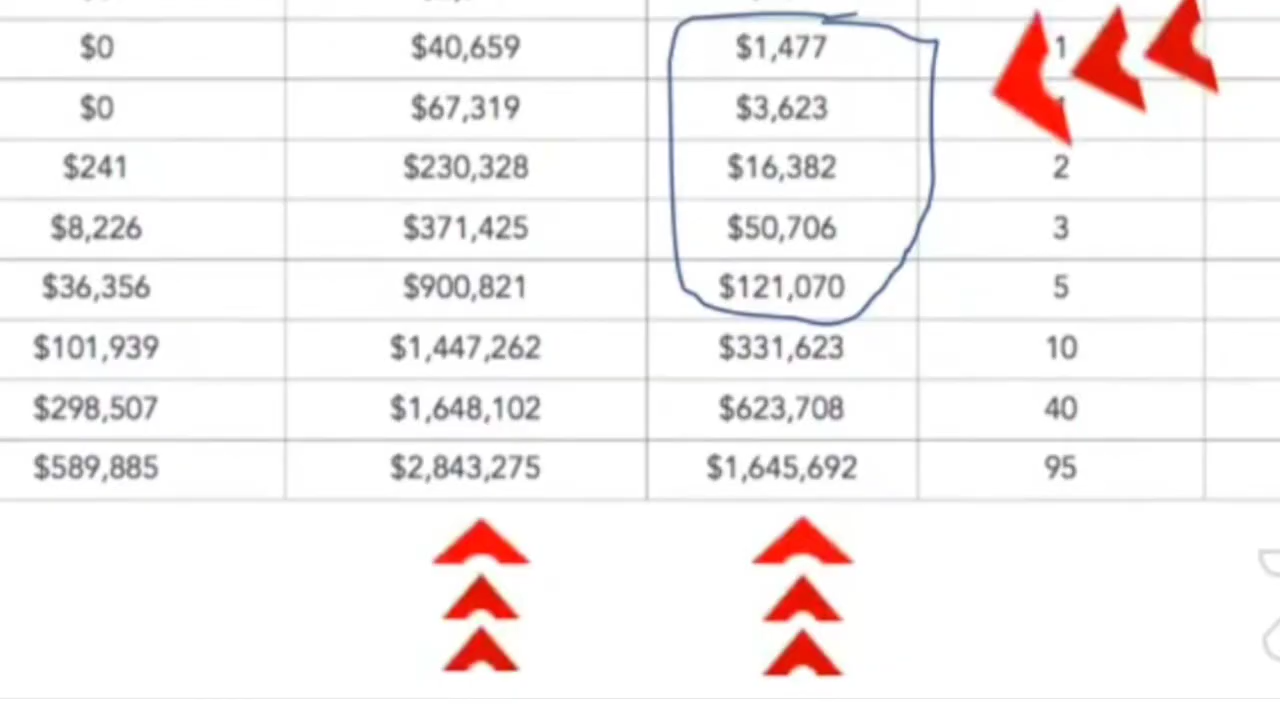 $0 $40,659 $1,477 1
$0 $67,319 $3,623
$241 $230,328 $16,382 2
$8,226 $371,425 $50,706 3
$36,356 $900,821 $121,070 5
$101,939 $1,447,262 $331,623 10
$298,507 $1,648,102 $623,708 40
$589,885 $2,843,275 $1,645,692 95